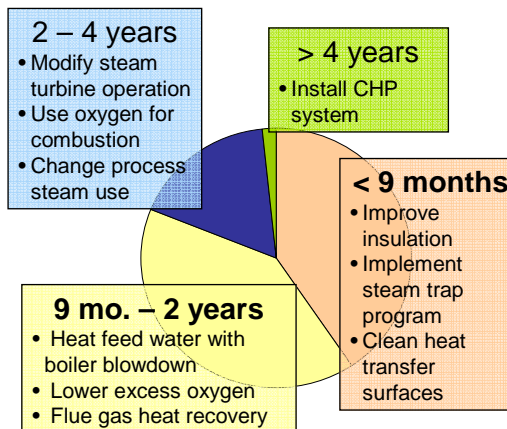 2 – 4 years
• Modify steam
turbine operation
• Use oxygen for
combustion
• Change process
steam use
> 4 years
• Install CHP
system
< 9 months
• Improve
insulation
• Implement
steam trap
program
• Clean heat
transfer
surfaces
9 mo. – 2 years
• Heat feed water with
boiler blowdown
• Lower excess oxygen
• Flue gas heat recovery